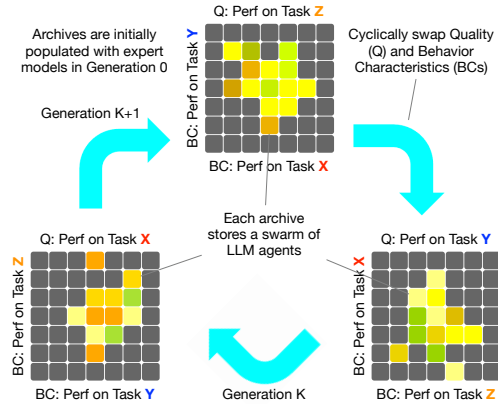 Q: Perf on Task Z
Archives are initially
populated with expert
models in Generation 0
BC: Perf on Task Y
Cyclically swap Quality
(Q) and Behavior
Characteristics (BCs)
Generation K+1
BC: Perf on Task X
Each archive
stores a swarm of
LLM agents
Q: Perf on Task X
BC: Perf on Task Z
BC: Perf on Task Y
Q: Perf on Task Y
BC: Perf on Task X
BC: Perf on Task Z
Generation K